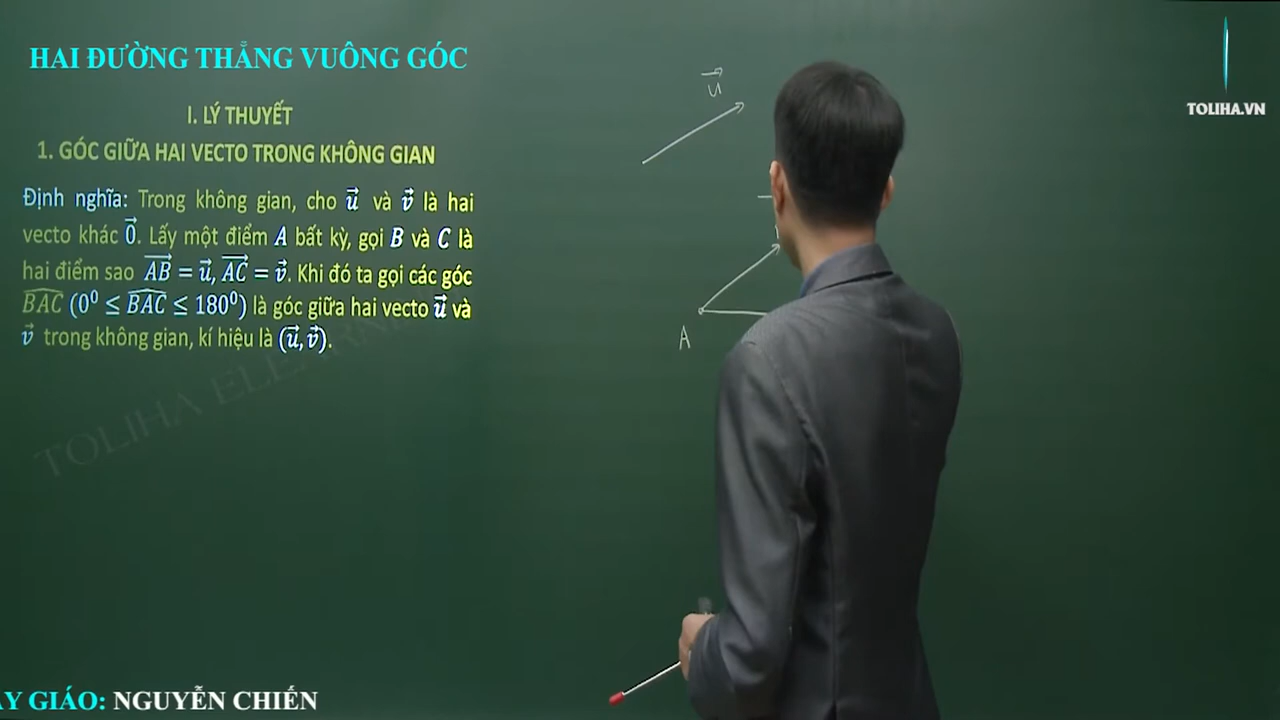 HAI ĐƯỜNG THẲNG VUÔNG GÓC
I. LÝ THUYẾT
1. GÓC GIỮA HAI VECTO TRONG KHÔNG GIAN
Định nghĩa: Trong không gian, cho $\vec{u}$ và $\vec{v}$ là hai
vecto khác $\vec{0}$. Lấy một điểm A bất kỳ, gọi B và C là
hai điểm sao $\overrightarrow{AB} = \vec{u}, \overrightarrow{AC} = \vec{v}$. Khi đó ta gọi các góc
$\widehat{BAC}$ ($0^0 \leq \widehat{BAC} \leq 180^0$) là góc giữa hai vecto $\vec{u}$ và
$\vec{v}$ trong không gian, kí hiệu là $(\vec{u}, \vec{v})$.
TOLIHA
$\vec{u}$
A
TOLIHA.VN
ẦY GIÁO: NGUYỄN CHIẾN